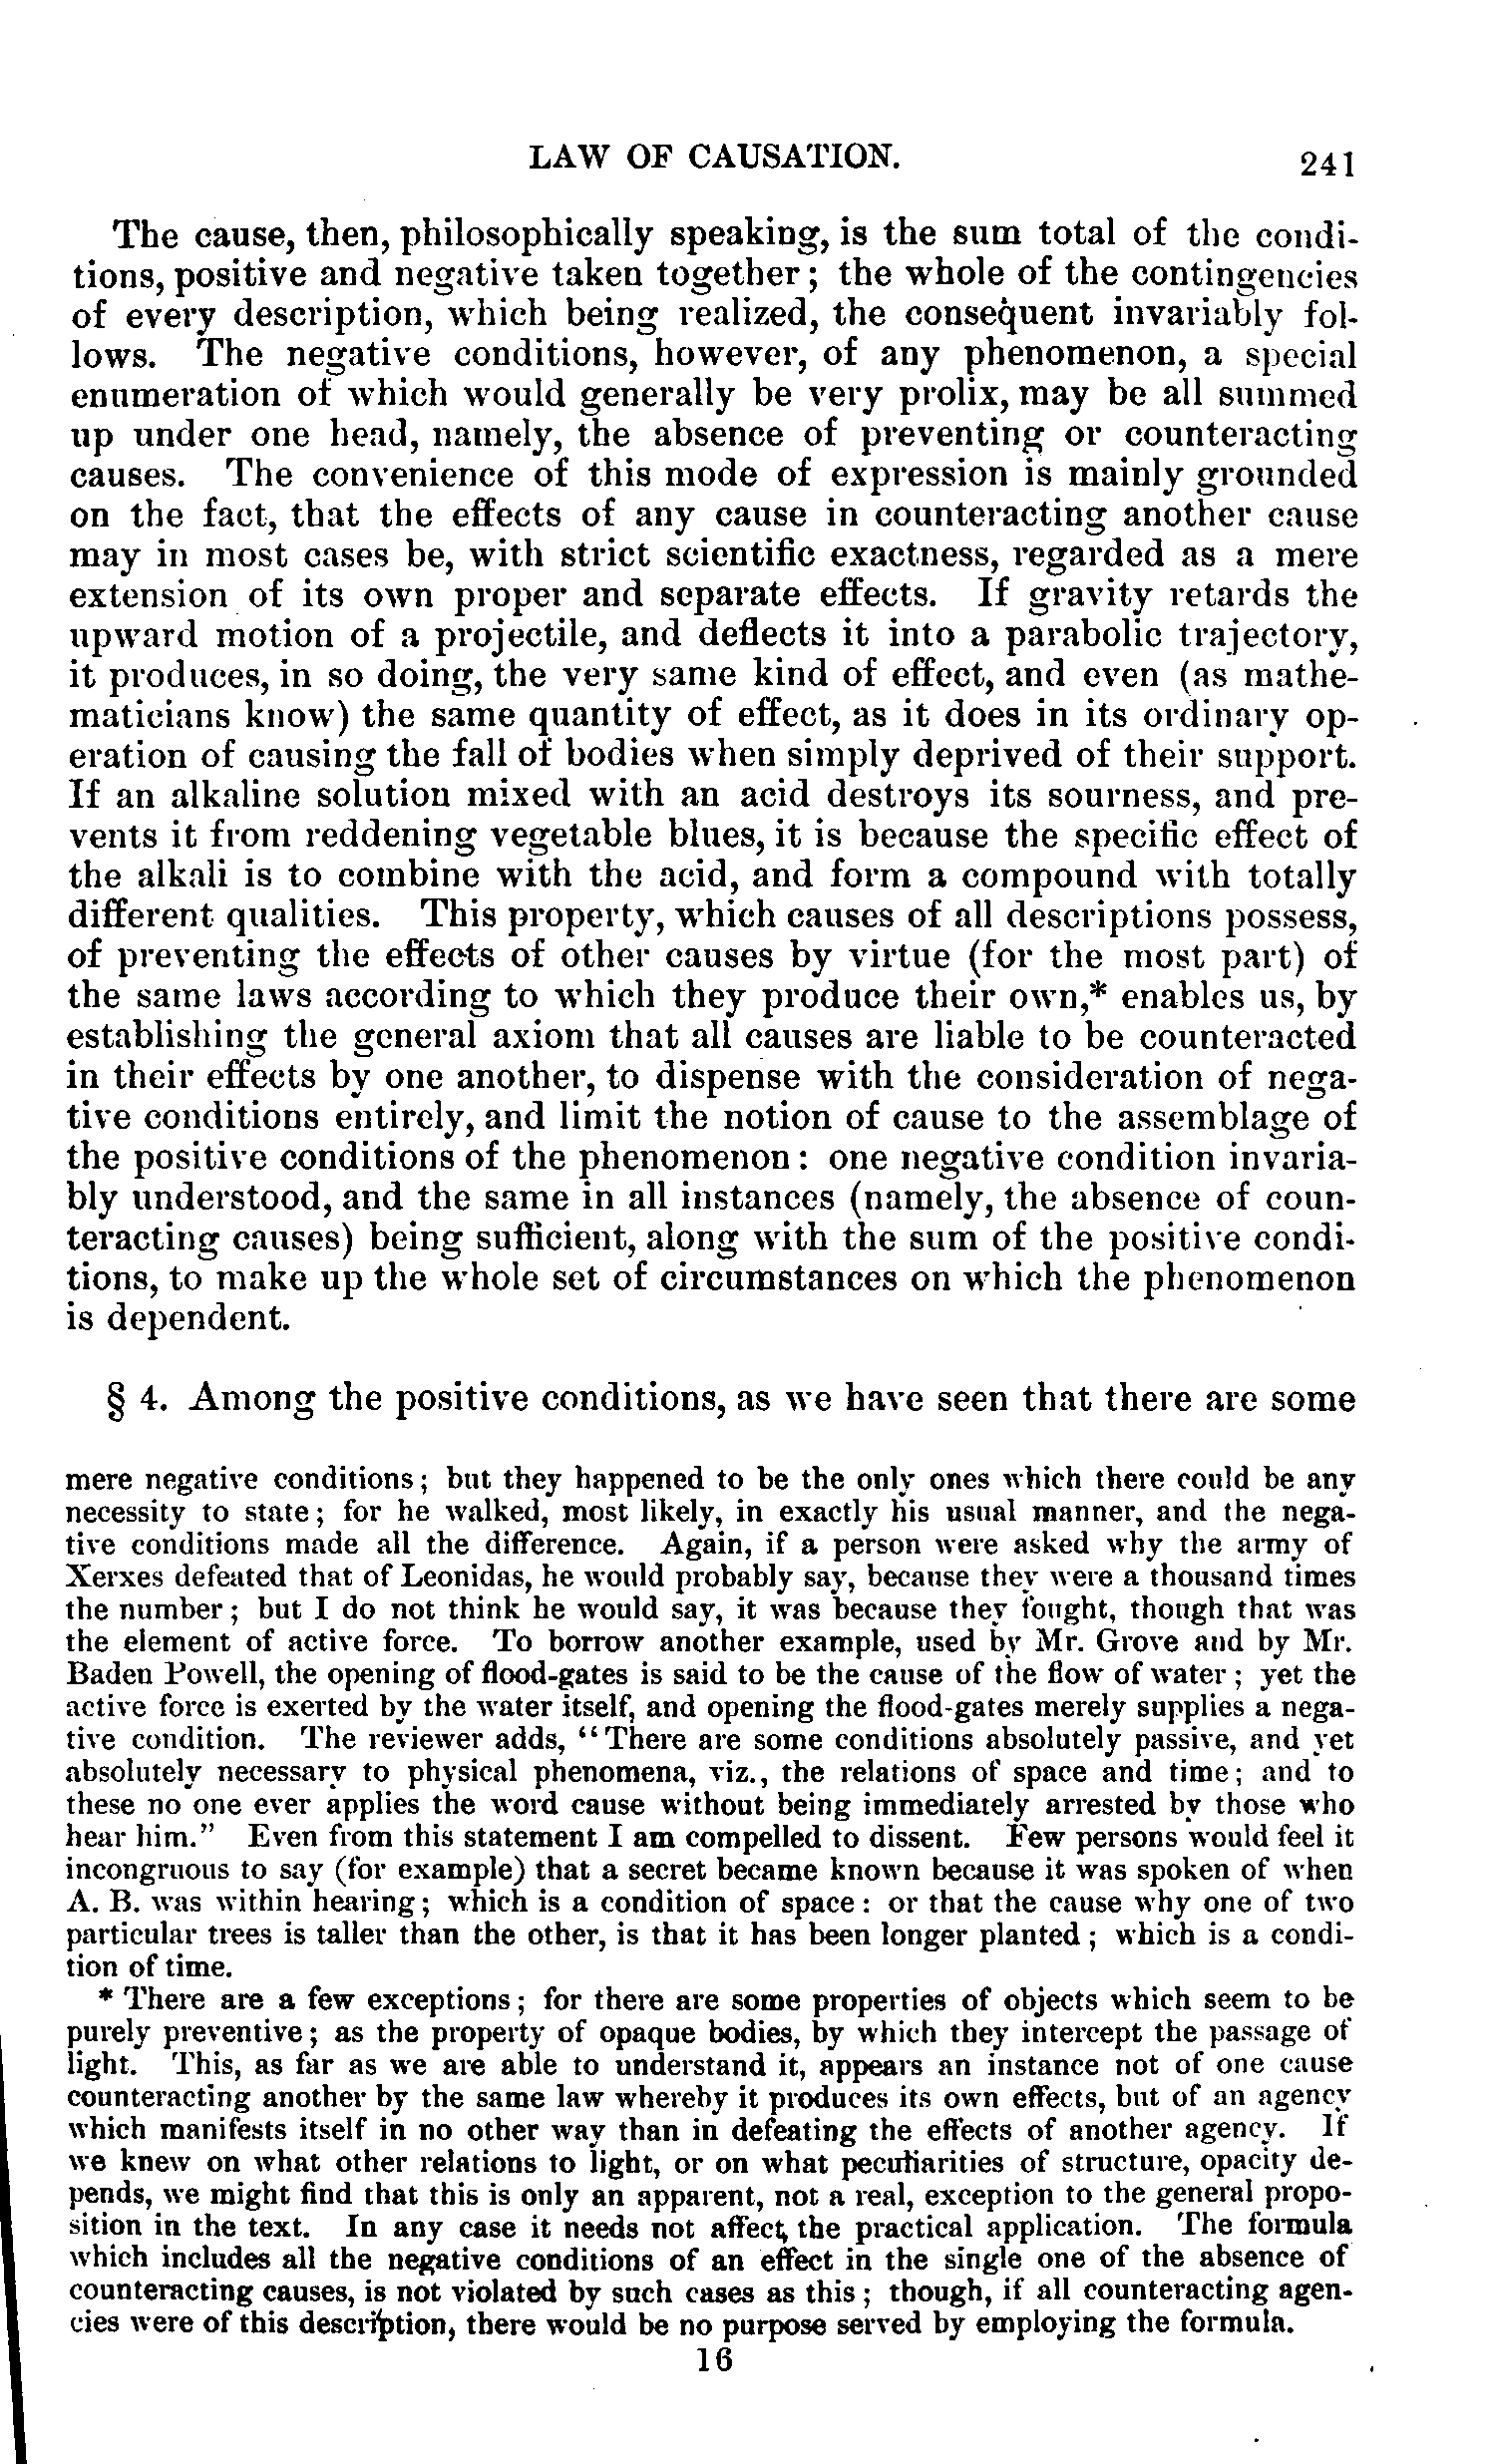 LAW OF CAUSATION. 241
The cause, then, philosophically speaking, is the sum total of the condi-
tions, positive and negative taken together; the whole of the contingencies
of every description, which being realized, the consequent invariably fol-
lows. The negative conditions, however, of any phenomenon, a special
enumeration of which would generally be very prolix, may be all summed
up under one head, namely, the absence of preventing or counteracting
causes. The convenience of this mode of expression is mainly grounded
on the fact, that the effects of any cause in counteracting another cause
may in most cases be, with strict scientific exactness, regarded as a mere
extension of its own proper and separate effects. If gravity retards the
upward motion of a projectile, and deflects it into a parabolic trajectory,
it produces, in so doing, the very same kind of effect, and even (as mathe-
maticians know) the same quantity of effect, as it does in its ordinary op-
eration of causing the fall of bodies when simply deprived of their support.
If an alkaline solution mixed with an acid destroys its sourness, and pre-
vents it from reddening vegetable blues, it is because the specific effect of
the alkali is to combine with the acid, and form a compound with totally
different qualities. This property, which causes of all descriptions possess,
of preventing the effects of other causes by virtue (for the most part) of
the same laws according to which they produce their own,* enables us, by
establishing the general axiom that all causes are liable to be counteracted
in their effects by one another, to dispense with the consideration of nega-
tive conditions entirely, and limit the notion of cause to the assemblage of
the positive conditions of the phenomenon: one negative condition invaria-
bly understood, and the same in all instances (namely, the absence of coun-
teracting causes) being sufficient, along with the sum of the positive condi-
tions, to make up the whole set of circumstances on which the phenomenon
is dependent.
§ 4. Among the positive conditions, as we have seen that there are some
mere negative conditions; but they happened to be the only ones which there could be any
necessity to state; for he walked, most likely, in exactly his usual manner, and the nega-
tive conditions made all the difference. Again, if a person were asked why the army of
Xerxes defeated that of Leonidas, he would probably say, because they were a thousand times
the number; but I do not think he would say, it was because they fought, though that was
the element of active force. To borrow another example, used by Mr. Grove and by Mr.
Baden Powell, the opening of flood-gates is said to be the cause of the flow of water; yet the
active force is exerted by the water itself, and opening the flood-gates merely supplies a nega-
tive condition. The reviewer adds, “There are some conditions absolutely passive, and yet
absolutely necessary to physical phenomena, viz., the relations of space and time; and to
these no one ever applies the word cause without being immediately arrested by those who
hear him.” Even from this statement I am compelled to dissent. Few persons would feel it
incongruous to say (for example) that a secret became known because it was spoken of when
A. B. was within hearing; which is a condition of space: or that the cause why one of two
particular trees is taller than the other, is that it has been longer planted; which is a condi-
tion of time.
* There are a few exceptions; for there are some properties of objects which seem to be
purely preventive; as the property of opaque bodies, by which they intercept the passage of
light. This, as far as we are able to understand it, appears an instance not of one cause
counteracting another by the same law whereby it produces its own effects, but of an agency
which manifests itself in no other way than in defeating the effects of another agency. If
we knew on what other relations to light, or on what peculiarities of structure, opacity de-
pends, we might find that this is only an apparent, not a real, exception to the general propo-
sition in the text. In any case it needs not affect the practical application. The formula
which includes all the negative conditions of an effect in the single one of the absence of
counteracting causes, is not violated by such cases as this; though, if all counteracting agen-
cies were of this description, there would be no purpose served by employing the formula.
16